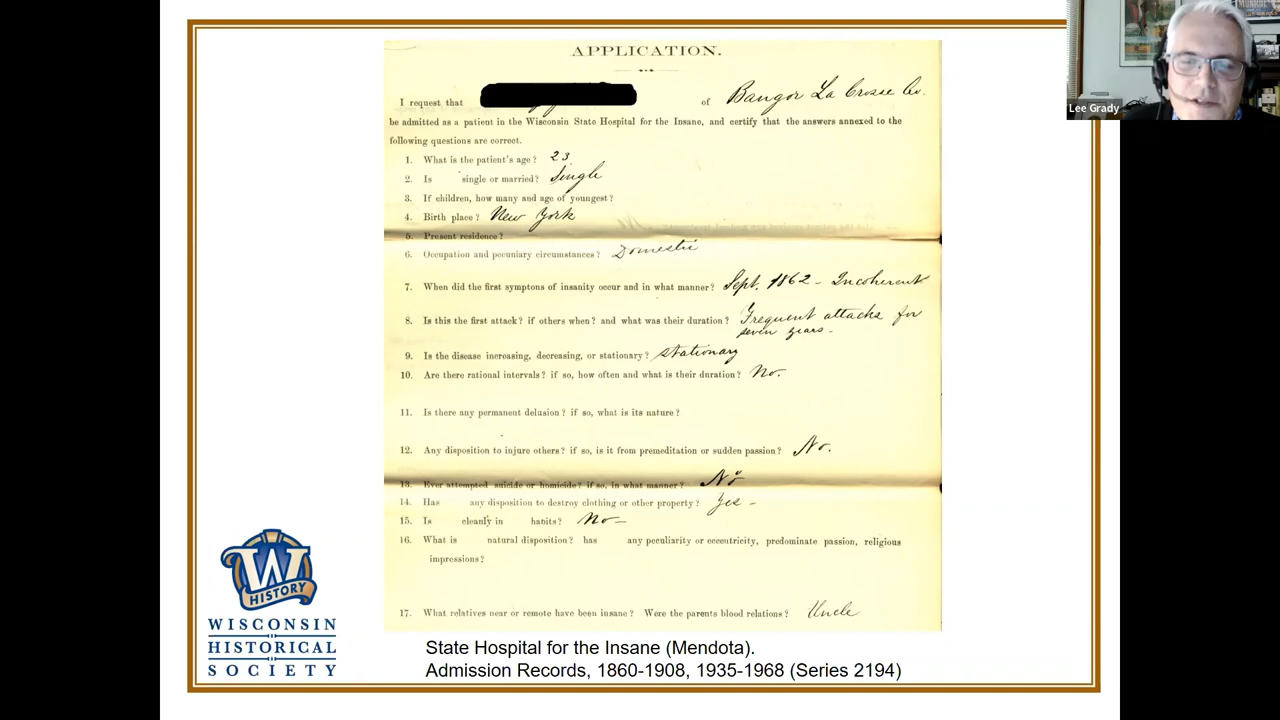 APPLICATION.
I request that of Bangor La Crosse Co.
be admitted as a patient in the Wisconsin State Hospital for the Insane, and certify that the answers annexed to the
following questions are correct.
1. What is the patient's age? 23
2. Is single or married? Single
3. If children, how many and age of youngest?
4. Birth place? New York
5. Present residence?
6. Occupation and pecuniary circumstances? Domestic
7. When did the first symptons of insanity occur and in what manner? Sept. 1862 - Incoherent
8. Is this the first attack? if others when? and what was their duration? Frequent attacks for
seven years-
9. Is the disease increasing, decreasing, or stationary? stationary
10. Are there rational intervals? if so, how often and what is their duration? No.
11. Is there any permanent delusion? if so, what is its nature?
12. Any disposition to injure others? if so, is it from premeditation or sudden passion? No.
13. Ever attempted suicide or homicide? if so, in what manner? No
14. Has any disposition to destroy clothing or other property? Yes -
15. Is cleanly in habits? No-
16. What is natural disposition? has any peculiarity or eccentricity, predominate passion, religious
impressions?
17. What relatives near or remote have been insane? Were the parents blood relations? Uncle
State Hospital for the Insane (Mendota).
Admission Records, 1860-1908, 1935-1968 (Series 2194)
W
HISTORY
WISCONSIN
HISTORICAL
SOCIETY
Lee Grady